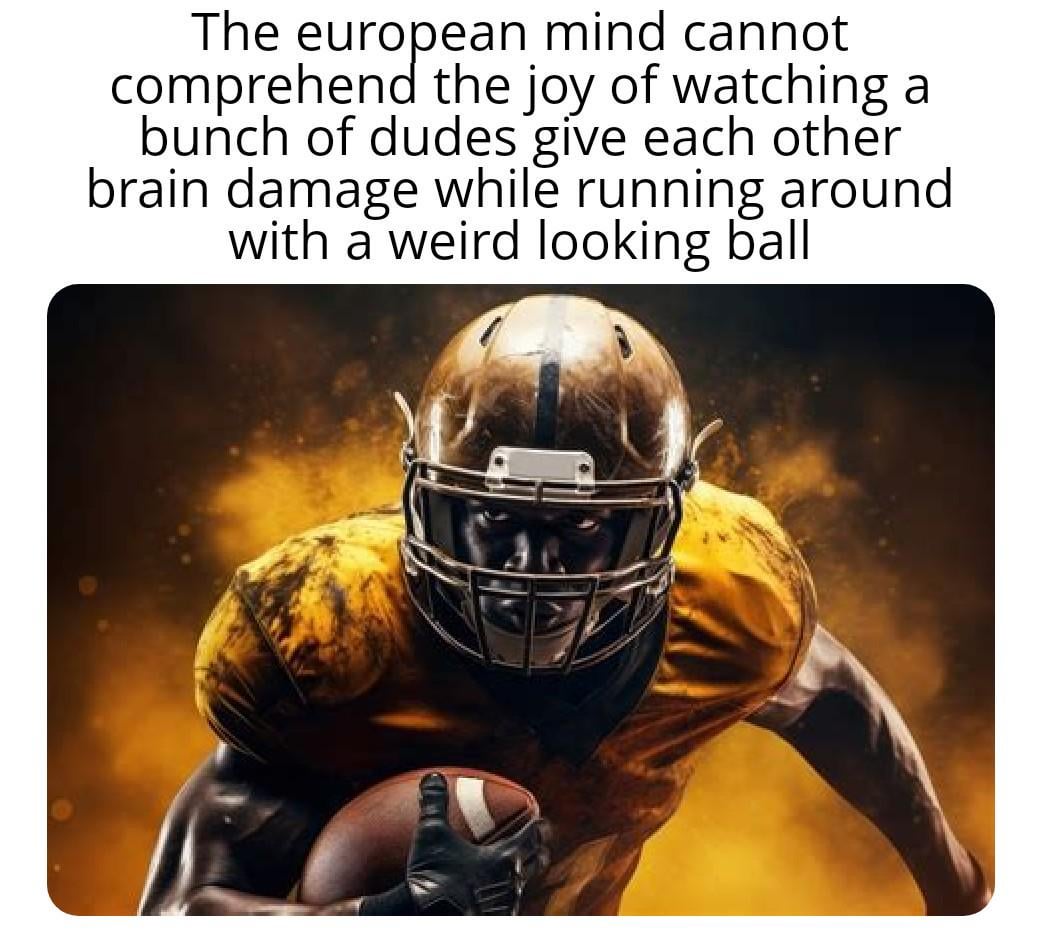 The european mind cannot
comprehend the joy of watching a
bunch of dudes give each other
brain damage while running around
with a weird looking ball